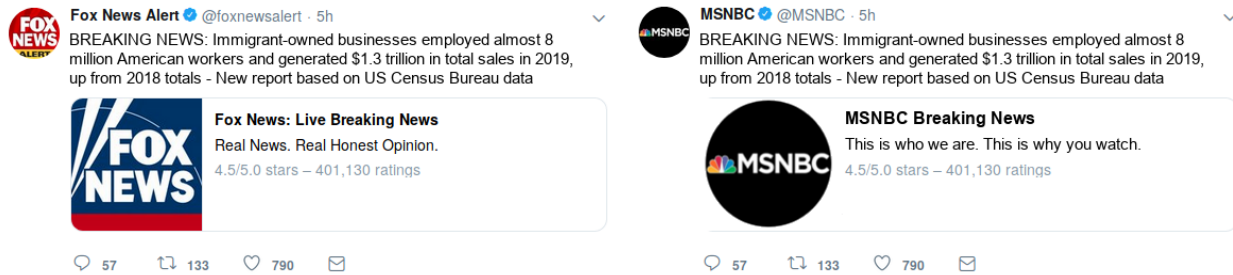 FOX
NEWS
ALERT
Fox News Alert @foxnewsalert · 5h
BREAKING NEWS: Immigrant-owned businesses employed almost 8
million American workers and generated $1.3 trillion in total sales in 2019,
up from 2018 totals - New report based on US Census Bureau data
FOX
NEWS
Fox News: Live Breaking News
Real News. Real Honest Opinion.
4.5/5.0 stars – 401,130 ratings
57 133 790
MSNBC
MSNBC @MSNBC · 5h
BREAKING NEWS: Immigrant-owned businesses employed almost 8
million American workers and generated $1.3 trillion in total sales in 2019,
up from 2018 totals - New report based on US Census Bureau data
MSNBC
MSNBC Breaking News
This is who we are. This is why you watch.
4.5/5.0 stars – 401,130 ratings
57 133 790